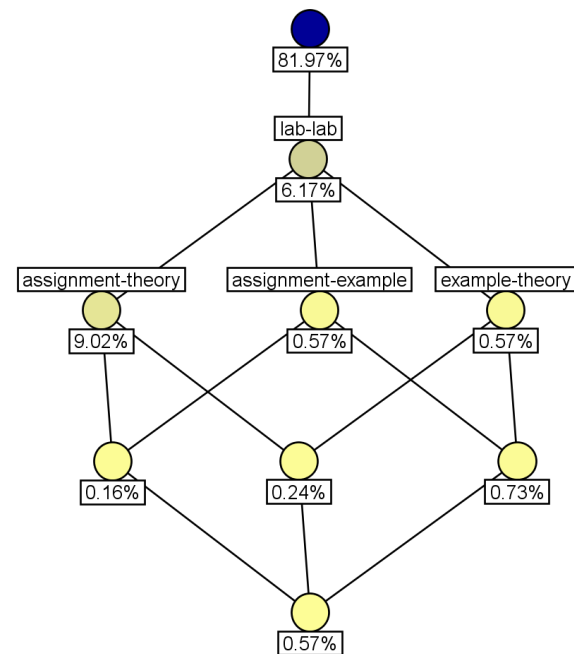 81.97%
lab-lab
6.17%
assignment-theory
assignment-example
example-theory
9.02%
0.57%
0.57%
0.16%
0.24%
0.73%
0.57%